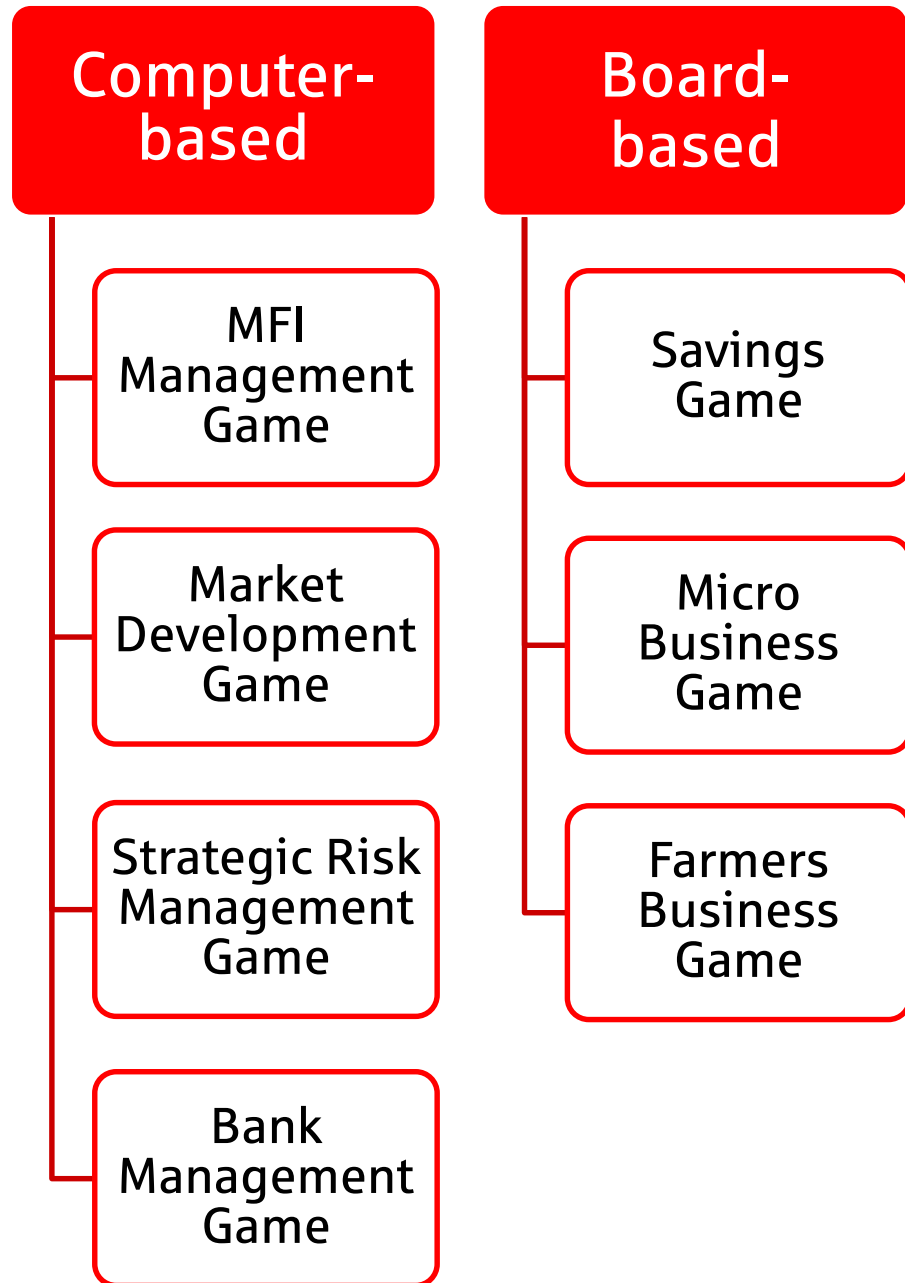 Computer-
based
MFI
Management
Game
Market
Development
Game
Strategic Risk
Management
Game
Bank
Management
Game
Board-
based
Savings
Game
Micro
Business
Game
Farmers
Business
Game